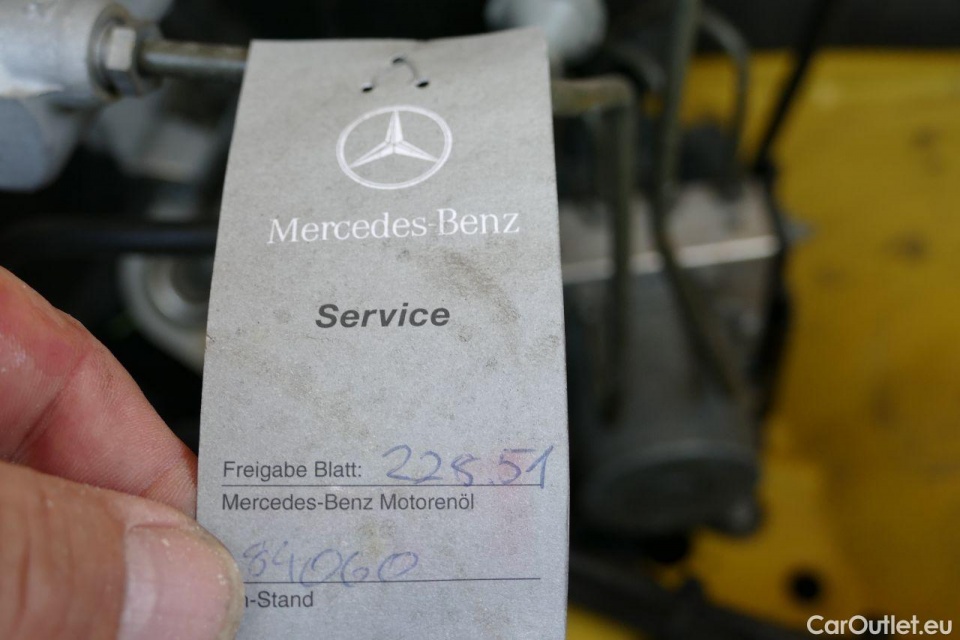 Mercedes-Benz
Service
Freigabe Blatt: 228.51
Mercedes-Benz Motorenöl
84060
-Stand
CarOutlet.eu